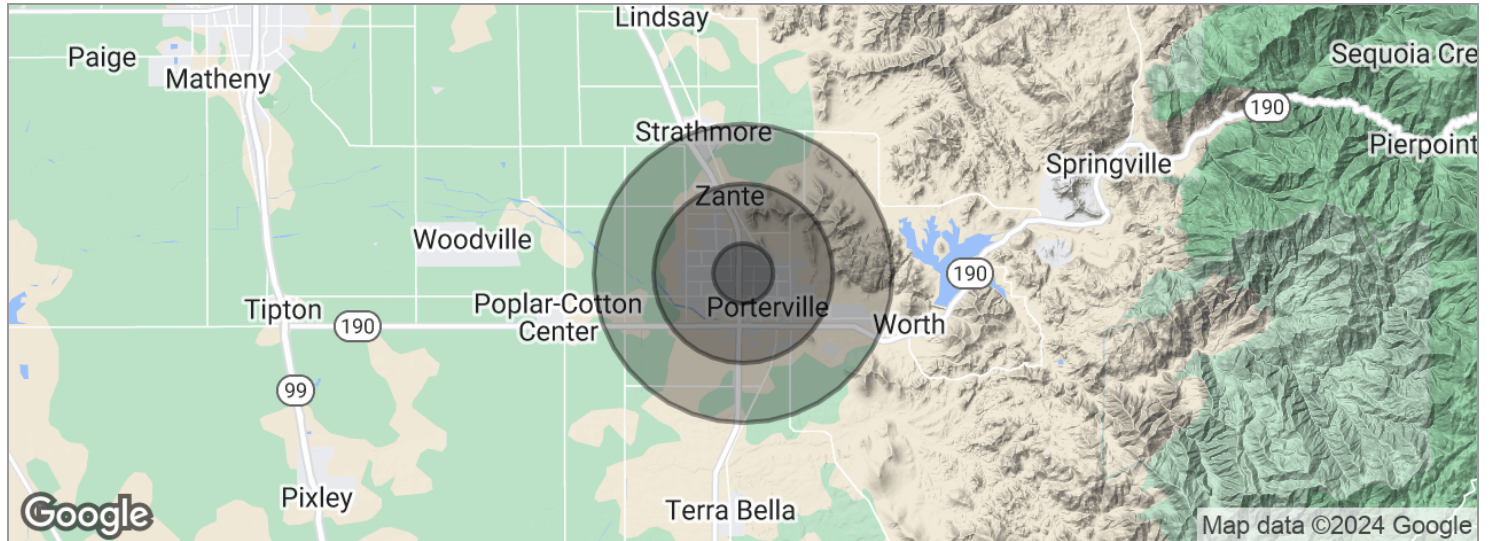 Lindsay
Paige
Sequoia Cre
Matheny
190
Strathmore
Pierpoint
Springville
Zante
Woodville
190
Tipton
Poplar-Cotton
Center
Porterville
190
Worth
99
Pixley
Terra Bella
Google
Map data ©2024 Google